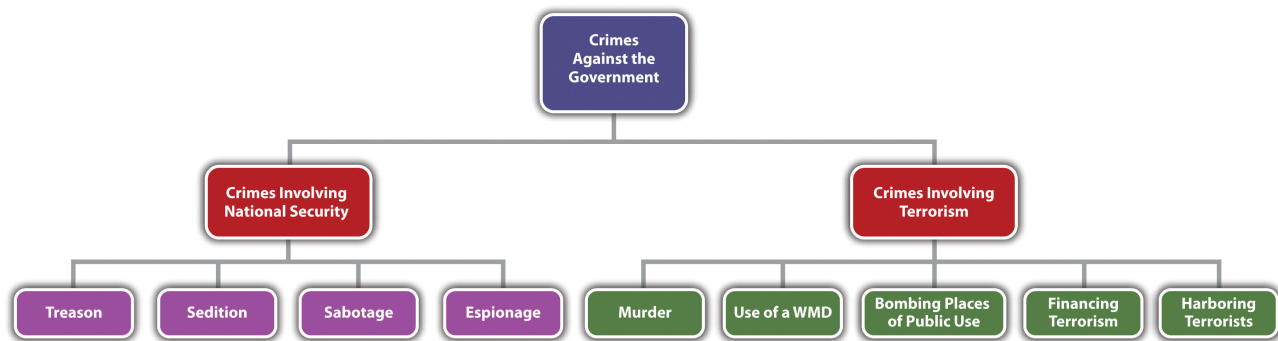 Crimes
Against the
Government
Crimes Involving
National Security
Crimes Involving
Terrorism
Treason
Sedition
Sabotage
Espionage
Murder
Use of a WMD
Bombing Places
of Public Use
Financing
Terrorism
Harboring
Terrorists